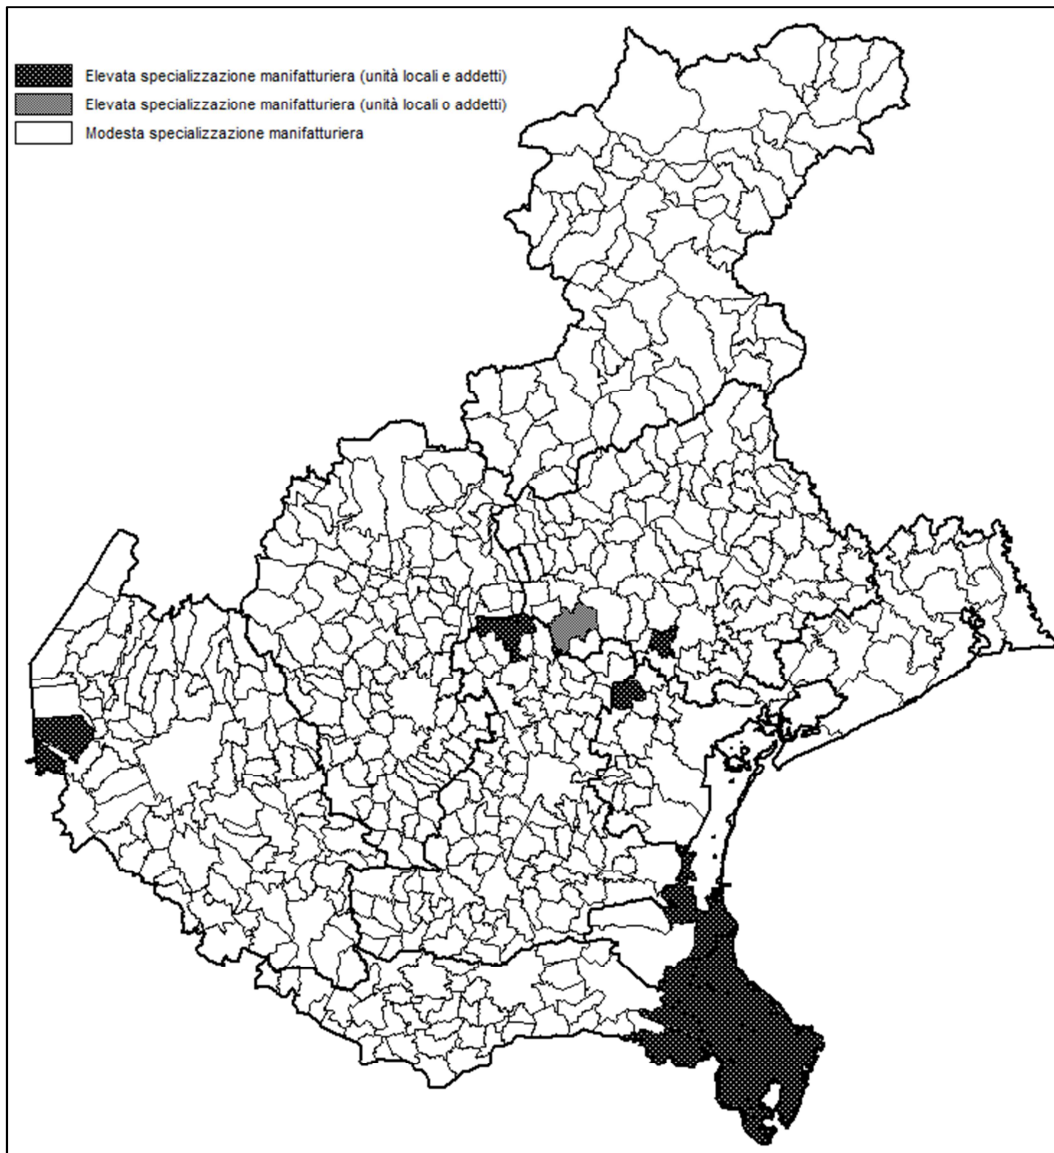 Elevata specializzazione manifatturiera (unità locali e addetti)
Elevata specializzazione manifatturiera (unità locali o addetti)
Modesta specializzazione manifatturiera